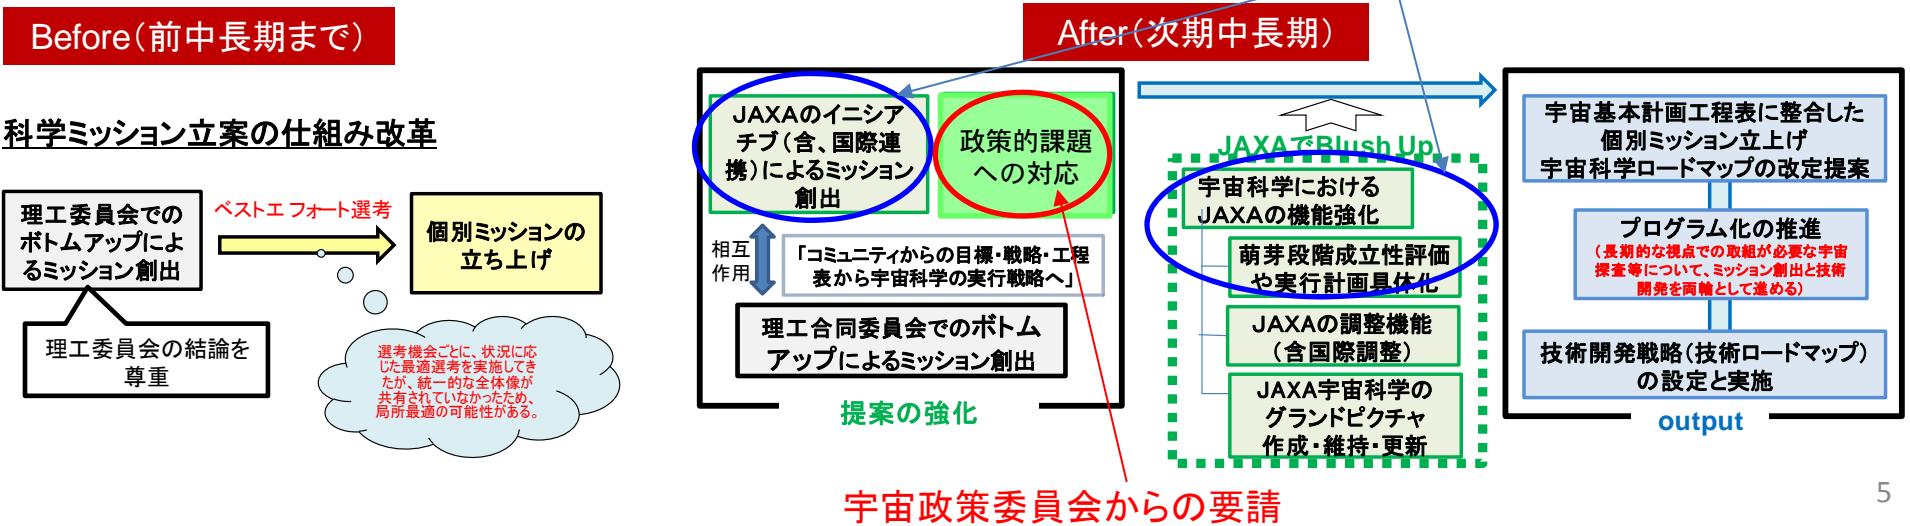 Before（前中長期まで）
科学ミッション立案の仕組み改革
理工委員会での
ボトムアップによ
るミッション創出
ベストエフォート選考
個別ミッションの
立ち上げ
理工委員会の結論を
尊重
選考機会ごとに、状況に応
じた最適選考を実施してき
たが、統一的な全体像が
共有されていなかったため、
局所最適の可能性がある。
After（次期中長期）
JAXAのイニシア
チブ（含、国際連
携）によるミッション
創出
政策的課題
への対応
相互
作用
「コミュニティからの目標・戦略・工程
表から宇宙科学の実行戦略へ」
理工合同委員会でのボトム
アップによるミッション創出
提案の強化
宇宙政策委員会からの要請
JAXAでBlush Up
宇宙科学における
JAXAの機能強化
萌芽段階成立性評価
や実行計画具体化
JAXAの調整機能
（含国際調整）
JAXA宇宙科学の
グランドピクチャ
作成・維持・更新
宇宙基本計画工程表に整合した
個別ミッション立上げ
宇宙科学ロードマップの改定提案
プログラム化の推進
（長期的な視点での取組が必要な宇宙
探査等について、ミッション創出と技術
開発を両輪として進める）
技術開発戦略（技術ロードマップ）
の設定と実施
output
5